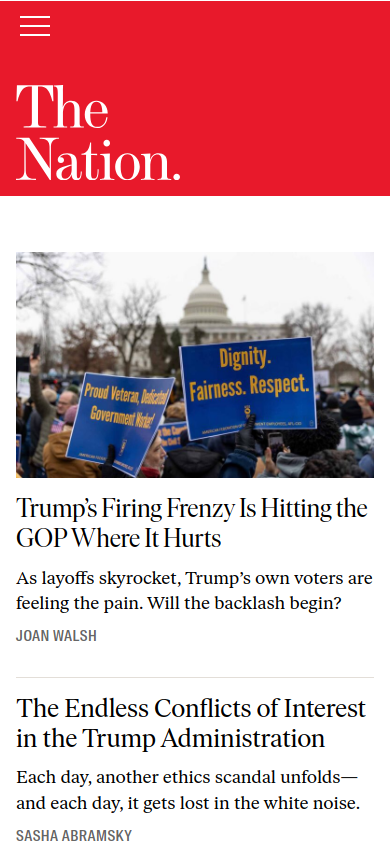 The
Nation.
Dignity.
Fairness. Respect.
Proud Veteran, Dedicated
Government Worker!
Trump’s Firing Frenzy Is Hitting the
GOP Where It Hurts
As layoffs skyrocket, Trump’s own voters are
feeling the pain. Will the backlash begin?
JOAN WALSH
The Endless Conflicts of Interest
in the Trump Administration
Each day, another ethics scandal unfolds—
and each day, it gets lost in the white noise.
SASHA ABRAMSKY